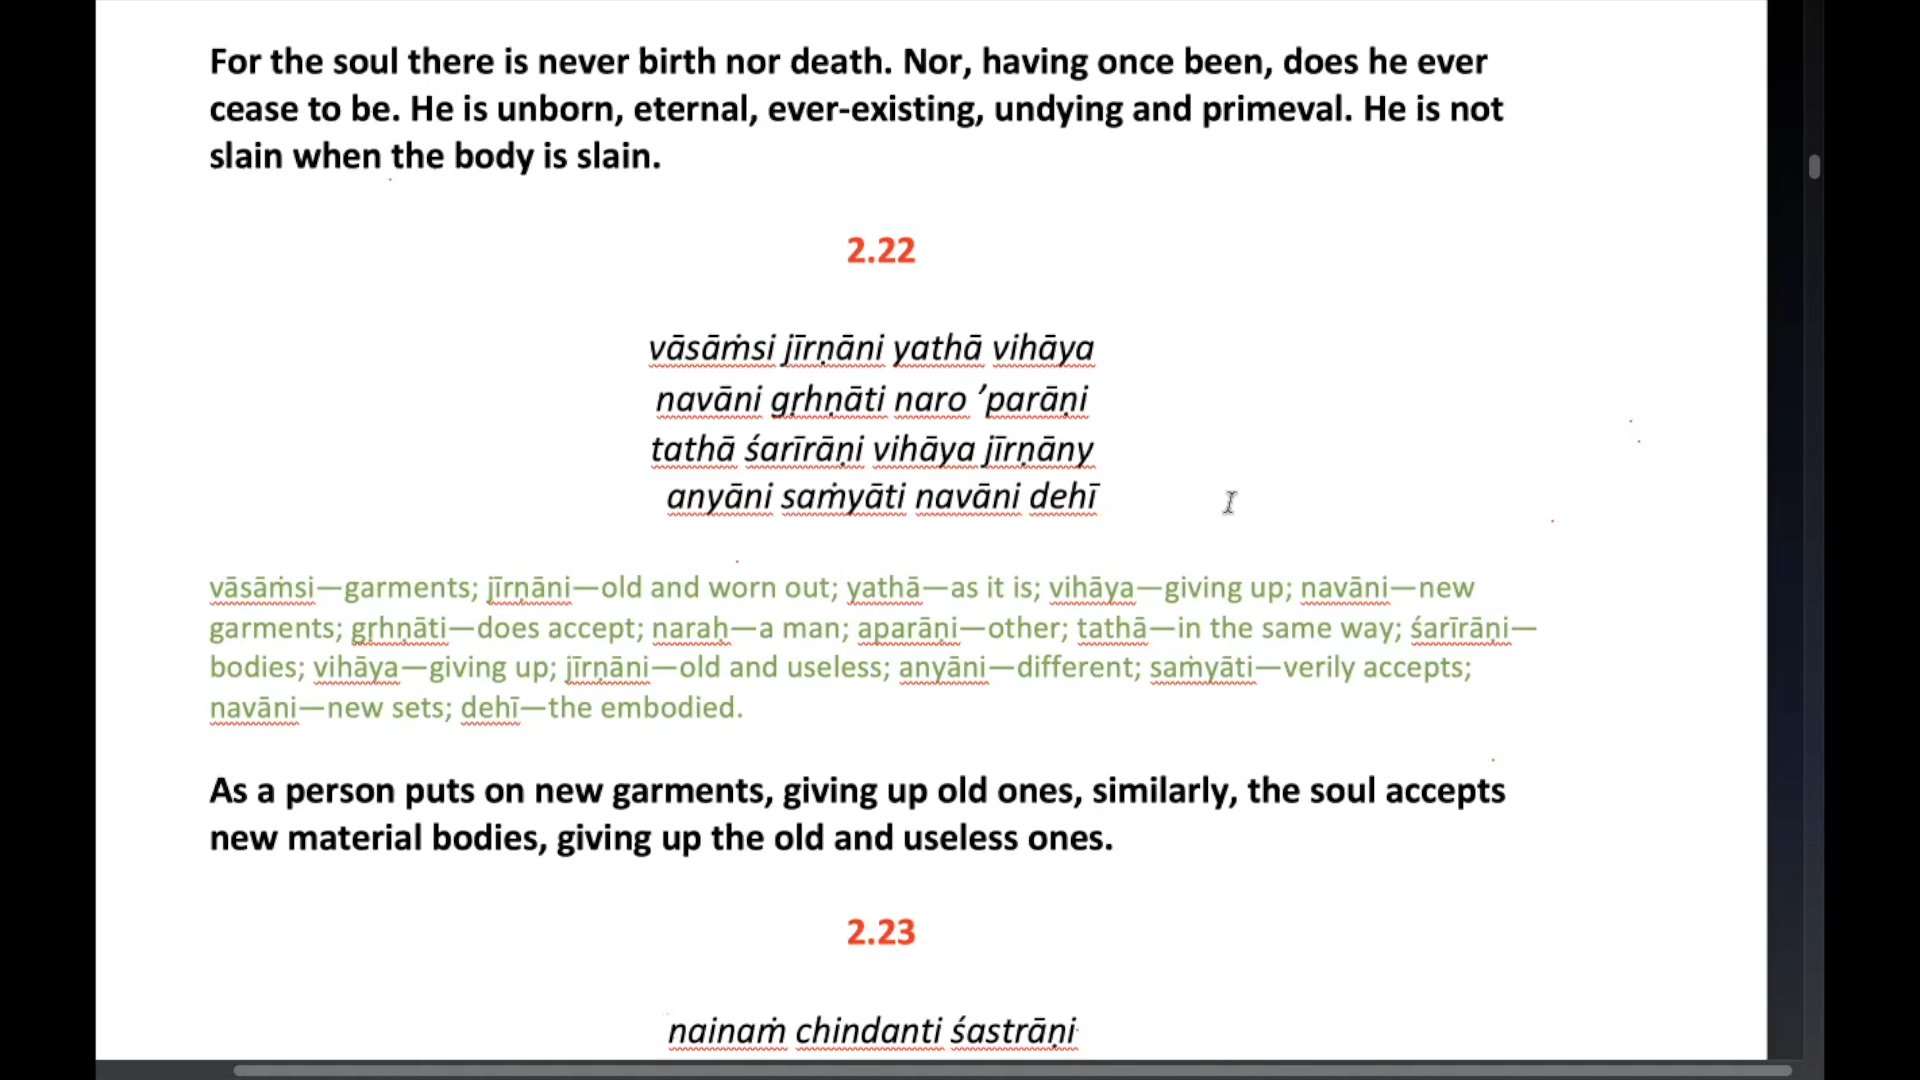 For the soul there is never birth nor death. Nor, having once been, does he ever
cease to be. He is unborn, eternal, ever-existing, undying and primeval. He is not
slain when the body is slain.
2.22
vāsāṁsi jīrṇāni yathā vihāya
navāni gṛhṇāti naro ’parāṇi
tathā śarīrāṇi vihāya jīrṇāny
anyāni saṁyāti navāni dehī
vāsāṁsi—garments; jīrṇāni—old and worn out; yathā—as it is; vihāya—giving up; navāni—new
garments; gṛhṇāti—does accept; naraḥ—a man; aparāṇi—other; tathā—in the same way; śarīrāṇi—
bodies; vihāya—giving up; jīrṇāni—old and useless; anyāni—different; saṁyāti—verily accepts;
navāni—new sets; dehī—the embodied.
As a person puts on new garments, giving up old ones, similarly, the soul accepts
new material bodies, giving up the old and useless ones.
2.23
nainaṁ chindanti śastrāṇi